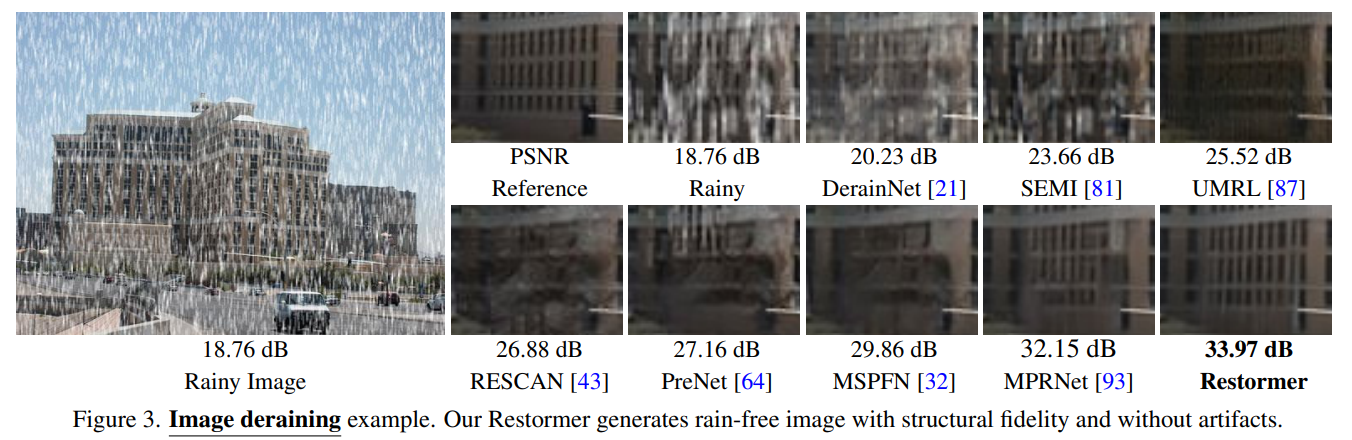 PSNR 18.76 dB 20.23 dB 23.66 dB 25.52 dB
Reference Rainy DerainNet [21] SEMI [81] UMRL [87]
18.76 dB 26.88 dB 27.16 dB 29.86 dB 32.15 dB 33.97 dB
Rainy Image RESCAN [43] PreNet [64] MSPFN [32] MPRNet [93] Restormer
Figure 3. Image deraining example. Our Restormer generates rain-free image with structural fidelity and without artifacts.